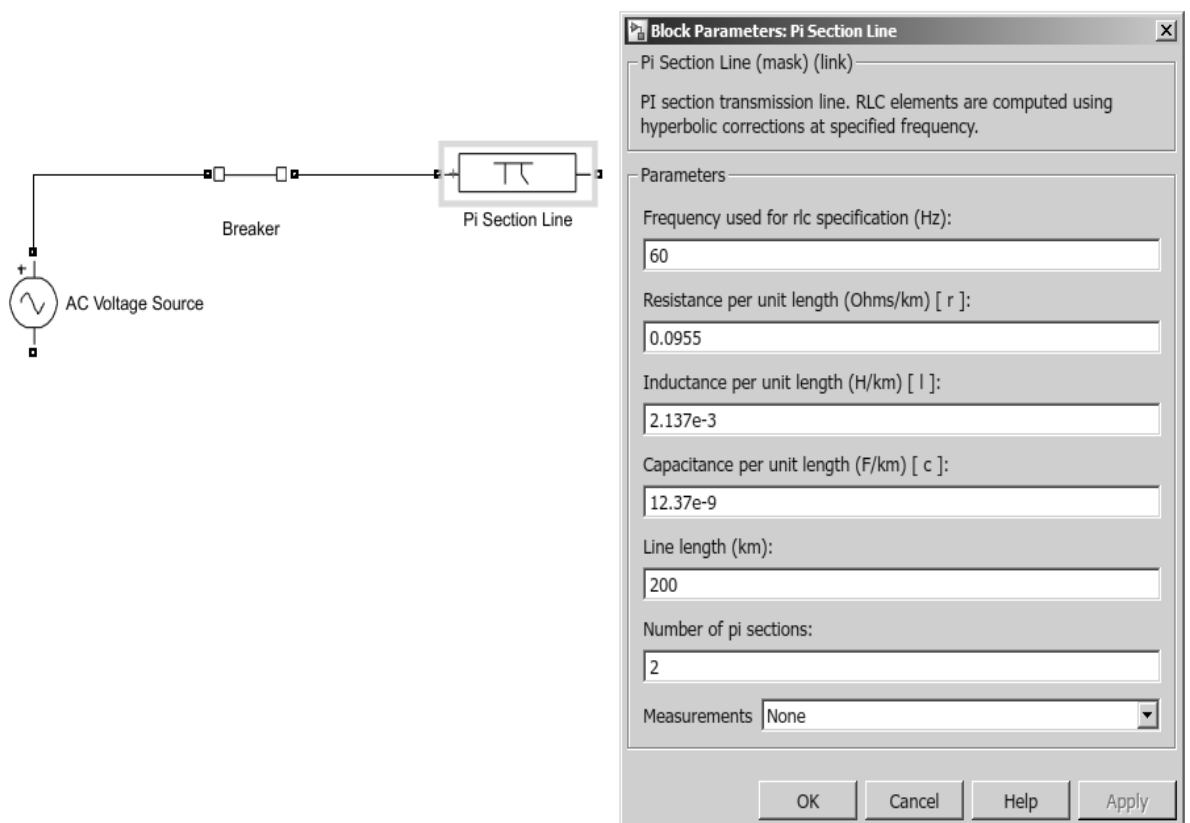 Breaker
Pi Section Line
+
AC Voltage Source
Block Parameters: Pi Section Line
Pi Section Line (mask) (link)
PI section transmission line. RLC elements are computed using
hyperbolic corrections at specified frequency.
Parameters
Frequency used for rlc specification (Hz):
60
Resistance per unit length (Ohms/km) [ r ]:
0.0955
Inductance per unit length (H/km) [ l ]:
2.137e-3
Capacitance per unit length (F/km) [ c ]:
12.37e-9
Line length (km):
200
Number of pi sections:
2
Measurements None
OK Cancel Help Apply